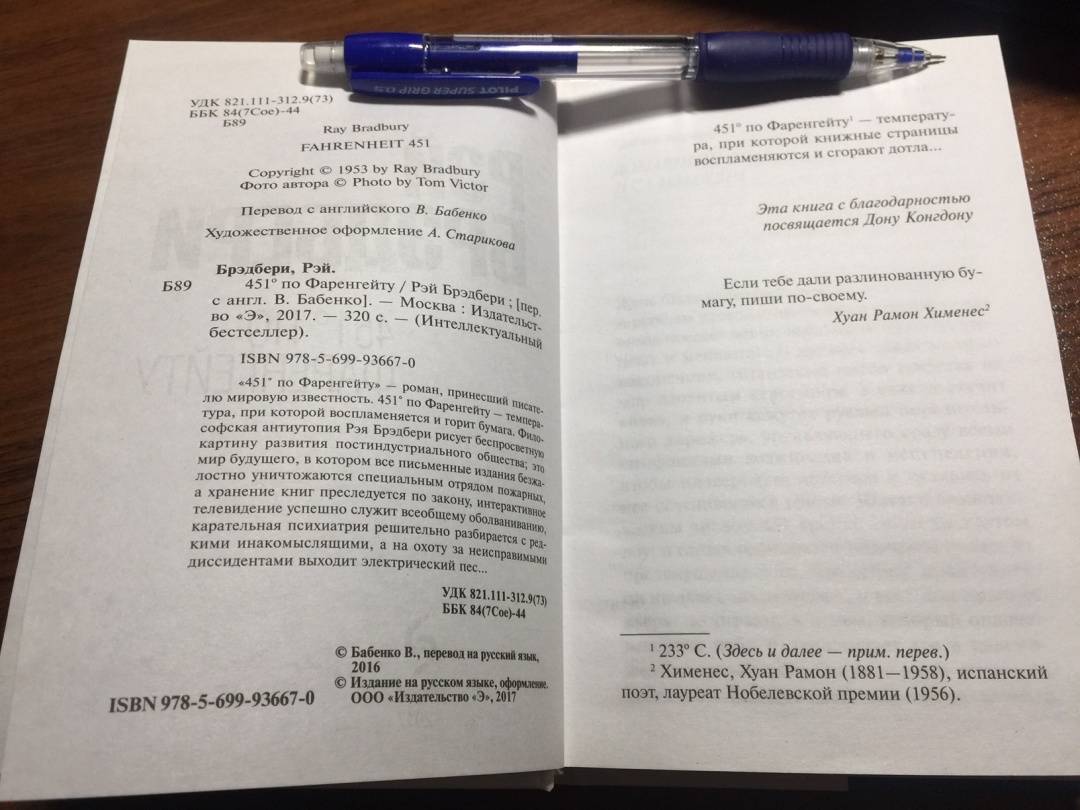 PILOT SUPER GRIP 0.5
УДК 821.111-312.9(73)
ББК 84(7Сое)-44
Б89
Ray Bradbury
FAHRENHEIT 451
Copyright © 1953 by Ray Bradbury
Фото автора © Photo by Tom Victor
Перевод с английского В. Бабенко
Художественное оформление А. Старикова
Брэдбери, Рэй.
Б89 451° по Фаренгейту / Рэй Брэдбери ; [пер.
с англ. В. Бабенко]. — Москва : Издательст-
во «Э», 2017. — 320 с. — (Интеллектуальный
бестселлер).
ISBN 978-5-699-93667-0
«451° по Фаренгейту» — роман, принесший писате-
лю мировую известность. 451° по Фаренгейту — темпера-
тура, при которой воспламеняется и горит бумага. Фило-
софская антиутопия Рэя Брэдбери рисует беспросветную
картину развития постиндустриального общества; это
мир будущего, в котором все письменные издания безжа-
лостно уничтожаются специальным отрядом пожарных,
а хранение книг преследуется по закону, интерактивное
телевидение успешно служит всеобщему оболваниванию,
карательная психиатрия решительно разбирается с ред-
кими инакомыслящими, а на охоту за неисправимыми
диссидентами выходит электрический пес...
УДК 821.111-312.9(73)
ББК 84(7Сое)-44
© Бабенко В., перевод на русский язык,
2016
© Издание на русском языке, оформление.
ООО «Издательство «Э», 2017
ISBN 978-5-699-93667-0
451° по Фаренгейту¹ — температу-
ра, при которой книжные страницы
воспламеняются и сгорают дотла...
Эта книга с благодарностью
посвящается Дону Конгдону
Если тебе дали разлинованную бу-
магу, пиши по-своему.
Хуан Рамон Хименес²
¹ 233° С. (Здесь и далее — прим. перев.)
² Хименес, Хуан Рамон (1881—1958), испанский
поэт, лауреат Нобелевской премии (1956).